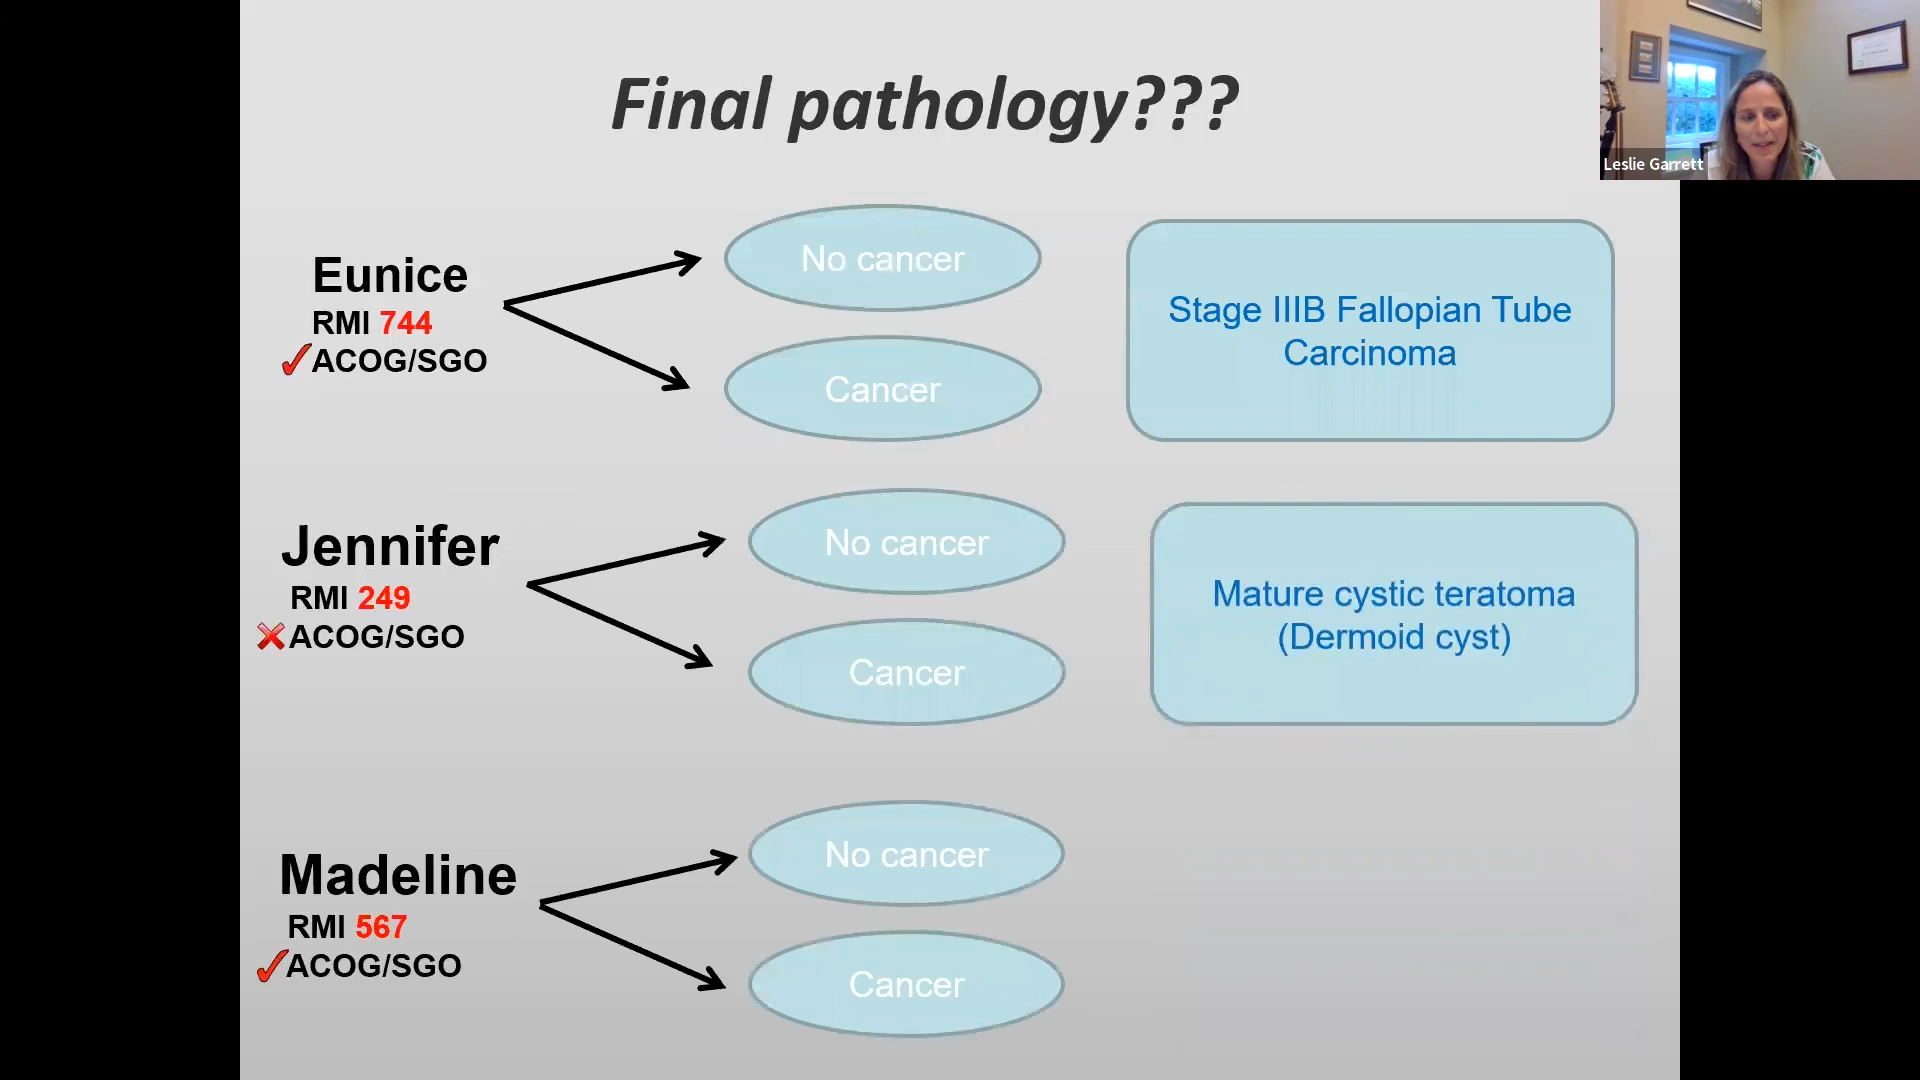 Final pathology???
Leslie Garrett
Eunice
RMI 744
ACOG/SGO
No cancer
Cancer
Stage IIIB Fallopian Tube
Carcinoma
Jennifer
RMI 249
ACOG/SGO
No cancer
Cancer
Mature cystic teratoma
(Dermoid cyst)
Madeline
RMI 567
ACOG/SGO
No cancer
Cancer